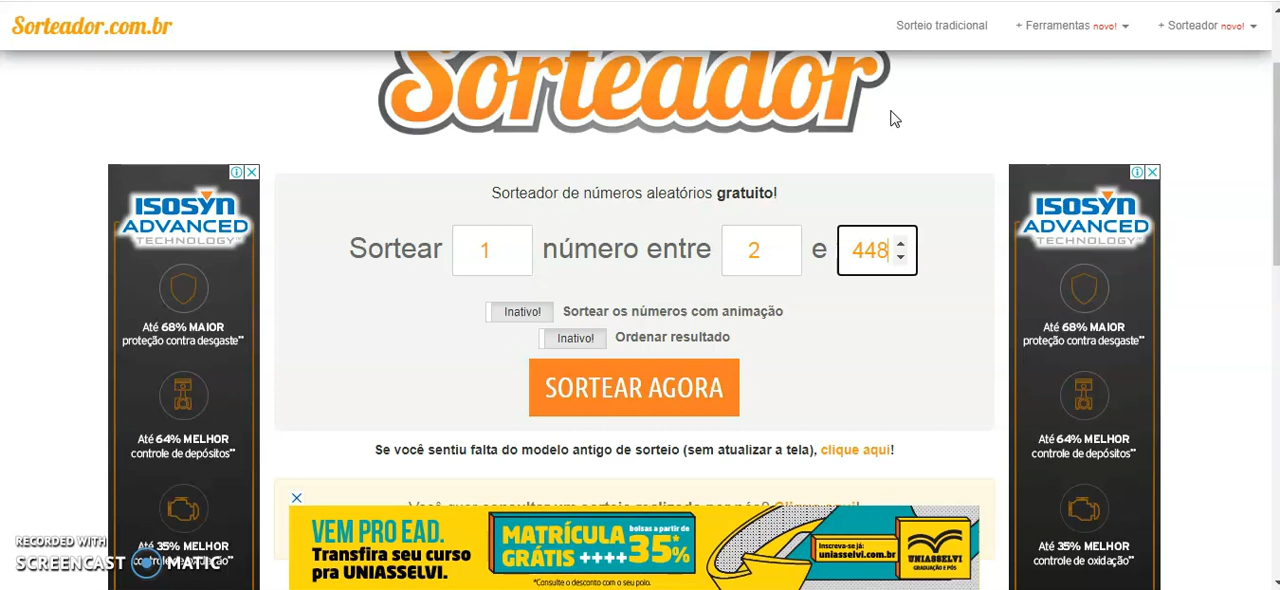 Sorteador.com.br
Sorteio tradicional + Ferramentas novo! + Sorteador novo!
Sorteador
Sorteador de números aleatórios gratuito!
Sortear 1 número entre 2 e 448
Inativo! Sortear os números com animação
Inativo! Ordenar resultado
SORTEAR AGORA
Se você sentiu falta do modelo antigo de sorteio (sem atualizar a tela), clique aqui!
ISOSYN
ADVANCED
TECHNOLOGY
Até 68% MAIOR
proteção contra desgaste**
Até 64% MELHOR
controle de depósitos**
Até 35% MELHOR
ISOSYN
ADVANCED
TECHNOLOGY
Até 68% MAIOR
proteção contra desgaste**
Até 64% MELHOR
controle de depósitos**
Até 35% MELHOR
controle de oxidação**
VEM PRO EAD.
Transfira seu curso
pra UNIASSELVI.
MATRÍCULA
GRÁTIS ++++
bolsas a partir de
35%*
*Consulte o desconto com o seu polo.
Inscreva-se já:
uniasselvi.com.br
UNIASSELVI
GRADUAÇÃO E PÓS
RECORDED WITH
SCREENCAST MATIC